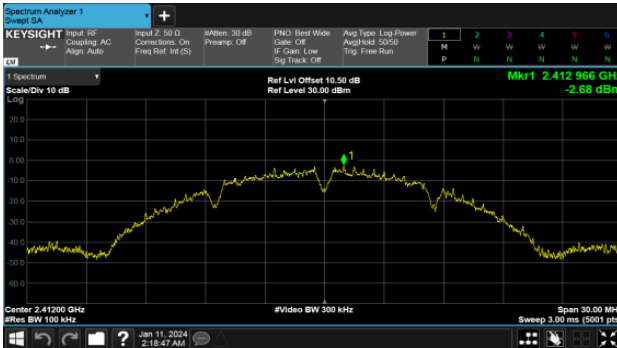 Spectrum Analyzer 1
Swept SA
KEYSIGHT
Input: RF
Coupling: AC
Align: Auto
Input Z: 50 Ω
Corrections: On
Freq Ref: Int (S)
#Atten: 30 dB
Preamp: Off
PNO: Best Wide
Gate: Off
IF Gain: Low
Sig Track: Off
Avg Type: Log-Power
Avg|Hold: 50/50
Trig: Free Run
1 2 3 4 5 6
M W W W W W
P N N N N N
LXI
1 Spectrum
Scale/Div 10 dB
Ref Lvl Offset 10.50 dB
Ref Level 30.00 dBm
Mkr1 2.412 966 GH
-2.68 dBn
Log
20.0
10.0
0.00
1
-10.0
-20.0
-30.0
-40.0
-50.0
-60.0
Center 2.41200 GHz
#Video BW 300 kHz
Span 30.00 MH
#Res BW 100 kHz
Sweep 3.00 ms (5001 pts
?
Jan 11, 2024
2:18:47 AM